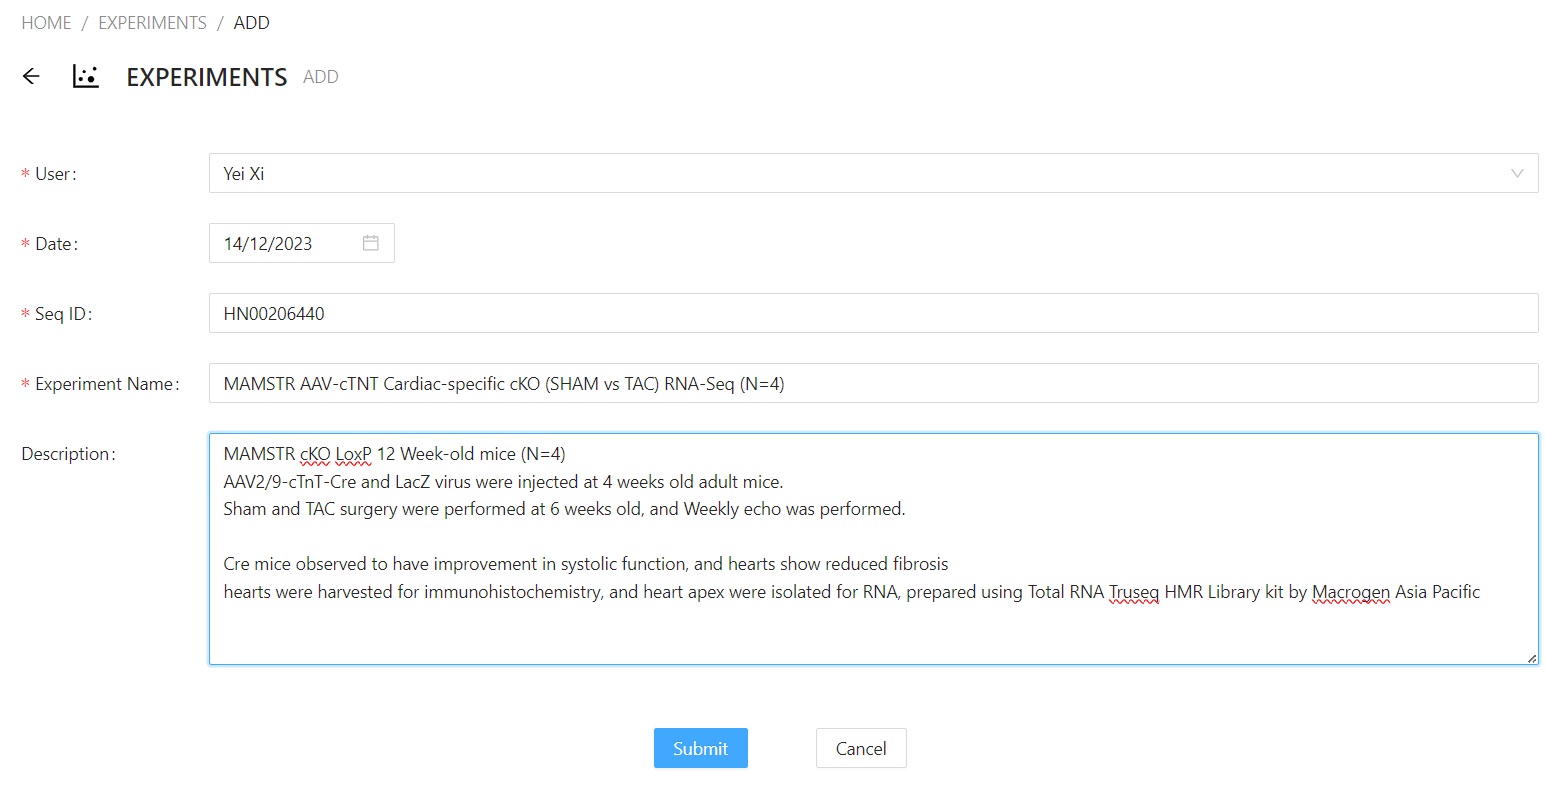 HOME / EXPERIMENTS / ADD
EXPERIMENTS ADD
* User: Yei Xi
* Date: 14/12/2023
* Seq ID: HN00206440
* Experiment Name: MAMSTR AAV-cTNT Cardiac-specific cKO (SHAM vs TAC) RNA-Seq (N=4)
Description: MAMSTR cKO LoxP 12 Week-old mice (N=4)
AAV2/9-cTnT-Cre and LacZ virus were injected at 4 weeks old adult mice.
Sham and TAC surgery were performed at 6 weeks old, and Weekly echo was performed.
Cre mice observed to have improvement in systolic function, and hearts show reduced fibrosis
hearts were harvested for immunohistochemistry, and heart apex were isolated for RNA, prepared using Total RNA Truseq HMR Library kit by Macrogen Asia Pacific
Submit Cancel